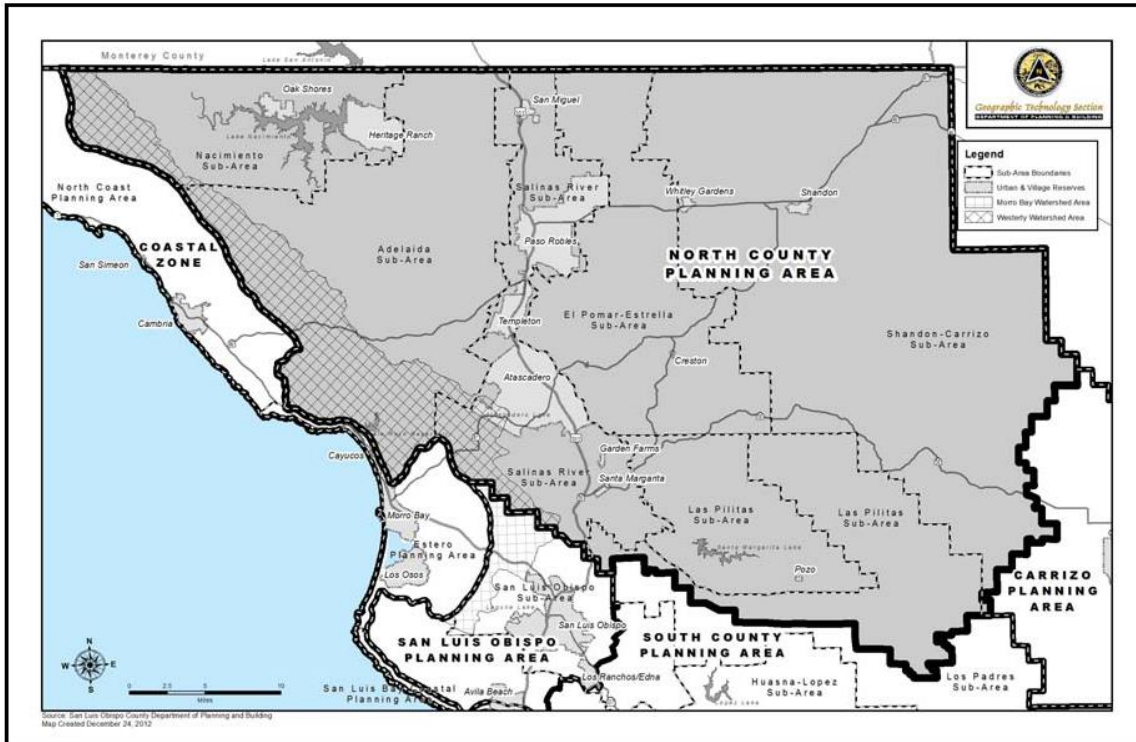 Monterey County
Lake San Antonio
Oak Shores
San Miguel
Geographic Technology Section
DEPARTMENT OF PLANNING & BUILDING
Lake Nacimiento
Heritage Ranch
Nacimiento
Sub-Area
Legend
Sub-Area Boundaries
Urban & Village Reserves
Morro Bay Watershed Area
Westerly Watershed Area
North Coast
Planning Area
Salinas River
Sub-Area
Whitley Gardens
Shandon
COASTAL
ZONE
San Simeon
Adelaida
Sub-Area
Paso Robles
NORTH COUNTY
PLANNING AREA
Cambria
Templeton
El Pomar-Estrella
Sub-Area
Shandon-Carrizo
Sub-Area
Creston
Atascadero
Cayucos
Salinas River
Sub-Area
Garden Farms
Santa Margarita
Las Pilitas
Sub-Area
Las Pilitas
Sub-Area
Morro Bay
Estero
Planning Area
Santa Margarita Lake
Los Osos
Pozo
San Luis Obispo
Sub-Area
Laguna Lake
CARRIZO
PLANNING
AREA
San Luis Obispo
SAN LUIS OBISPO
PLANNING AREA
SOUTH COUNTY
PLANNING AREA
N
W E
S
Los Ranchos/Edna
Huasna-Lopez
Sub-Area
Los Padres
Sub-Area
0 2.5 5 10
Miles
San Luis Bay Coastal
Planning Area
Avila Beach
Lopez Lake
Source: San Luis Obispo County Department of Planning and Building
Map Created December 24, 2012